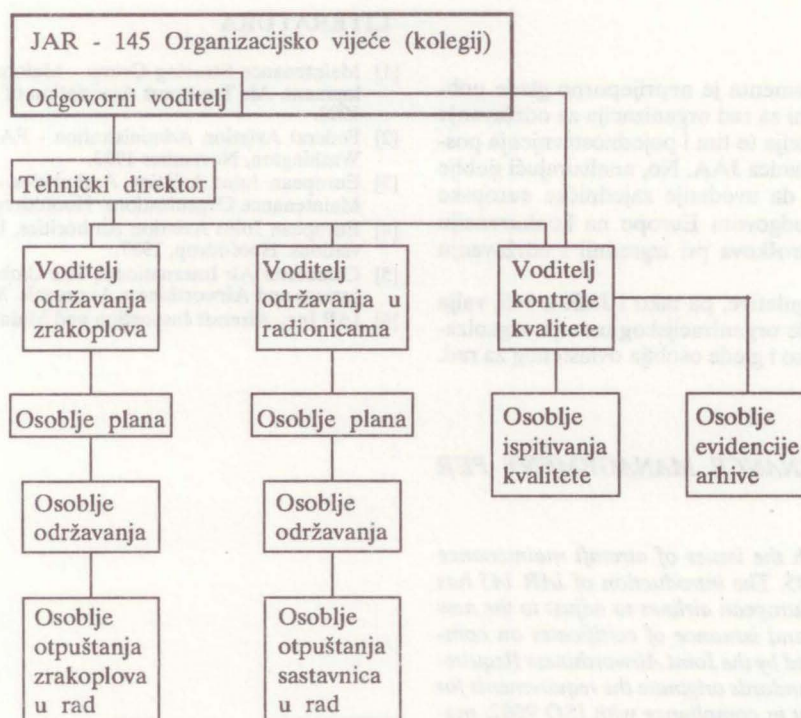 JAR - 145 Organizacijsko vijeće (kolegij)
Odgovorni voditelj
Tehnički direktor
Voditelj
održavanja
zrakoplova
Voditelj
održavanja u
radionicama
Voditelj
kontrole
kvalitete
Osoblje plana
Osoblje plana
Osoblje
ispitivanja
kvalitete
Osoblje
evidencije
arhive
Osoblje
održavanja
Osoblje
održavanja
Osoblje
otpuštanja
zrakoplova
u rad
Osoblje
otpuštanja
sastavnica
u rad